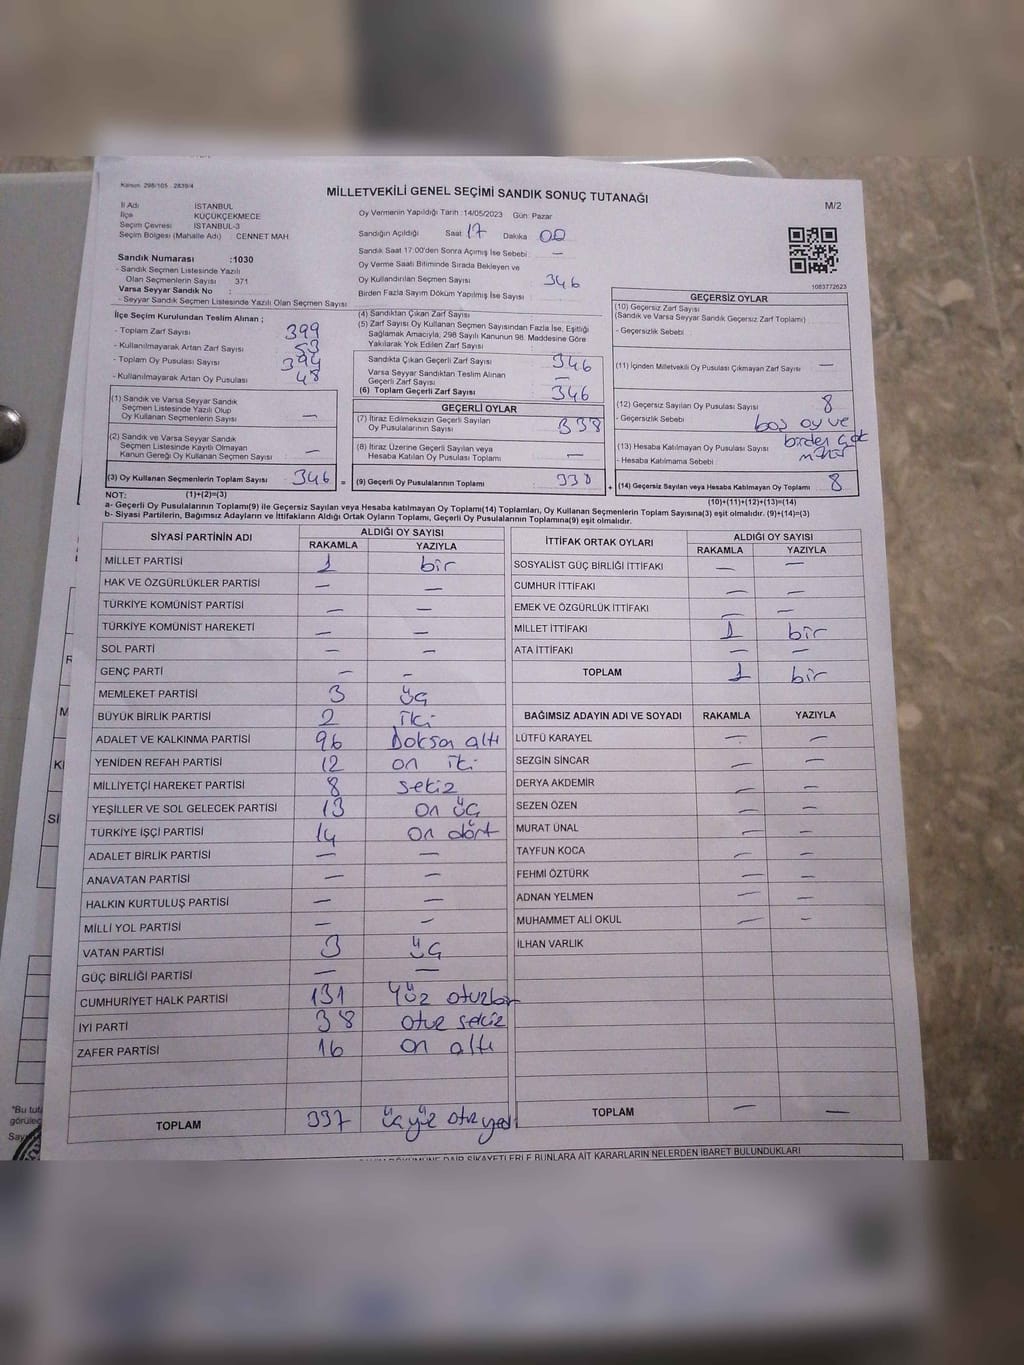 Kanun: 298/105 2839/4
MİLLETVEKİLİ GENEL SEÇİMİ SANDIK SONUÇ TUTANAĞI
M/2
İl Adı İSTANBUL
İlçe KÜÇÜKÇEKMECE
Seçim Çevresi İSTANBUL-3
Seçim Bölgesi (Mahalle Adı) : CENNET MAH
Sandık Numarası :1030
- Sandık Seçmen Listesinde Yazılı
Olan Seçmenlerin Sayısı : 371
Varsa Seyyar Sandık No :
- Seyyar Sandık Seçmen Listesinde Yazılı Olan Seçmen Sayısı
Oy Vermenin Yapıldığı Tarih :14/05/2023 Gün: Pazar
Sandığın Açıldığı Saat 17 Dakika 00
Sandık Saat 17:00'den Sonra Açımış İse Sebebi : —
Oy Verme Saati Bitiminde Sırada Bekleyen ve
Oy Kullandırılan Seçmen Sayısı 346
Birden Fazla Sayım Döküm Yapılmış İse Sayısı :
1083772623
İlçe Seçim Kurulundan Teslim Alınan ;
- Toplam Zarf Sayısı 399
- Kullanılmayarak Artan Zarf Sayısı 53
- Toplam Oy Pusulası Sayısı 394
- Kullanılmayarak Artan Oy Pusulası 48
(1) Sandık ve Varsa Seyyar Sandık
Seçmen Listesinde Yazılı Olup
Oy Kullanan Seçmenlerin Sayısı : —
(2) Sandık ve Varsa Seyyar Sandık
Seçmen Listesinde Kayıtlı Olmayan
Kanun Gereği Oy Kullanan Seçmen Sayısı : —
(3) Oy Kullanan Seçmenlerin Toplam Sayısı : 346 =
(4) Sandıktan Çıkan Zarf Sayısı
(5) Zarf Sayısı Oy Kullanan Seçmen Sayısından Fazla İse, Eşitliği
Sağlamak Amacıyla, 298 Sayılı Kanunun 98. Maddesine Göre
Yakılarak Yok Edilen Zarf Sayısı :
Sandıkta Çıkan Geçerli Zarf Sayısı 346
Varsa Seyyar Sandıktan Teslim Alınan
Geçerli Zarf Sayısı —
(6) Toplam Geçerli Zarf Sayısı 346
GEÇERLİ OYLAR
(7) İtiraz Edilmeksizin Geçerli Sayılan
Oy Pusulalarının Sayısı: 338
(8) İtiraz Üzerine Geçerli Sayılan veya
Hesaba Katılan Oy Pusulası Toplamı : —
(9) Geçerli Oy Pusulalarının Toplamı : 338 +
GEÇERSİZ OYLAR
(10) Geçersiz Zarf Sayısı
(Sandık ve Varsa Seyyar Sandık Geçersiz Zarf Toplamı)
- Geçersizlik Sebebi
(11) İçinden Milletvekili Oy Pusulası Çıkmayan Zarf Sayısı : —
(12) Geçersiz Sayılan Oy Pusulası Sayısı : 8
- Geçersizlik Sebebi : boş oy ve
birden çok
(13) Hesaba Katılmayan Oy Pusulası Sayısı :
mühür
- Hesaba Katılmama Sebebi :
(14) Geçersiz Sayılan veya Hesaba Katılmayan Oy Toplamı : 8
NOT: (1)+(2)=(3) (10)+(11)+(12)+(13)=(14)
a- Geçerli Oy Pusulalarının Toplamı(9) ile Geçersiz Sayılan veya Hesaba katılmayan Oy Toplamı(14) Toplamları, Oy Kullanan Seçmenlerin Toplam Sayısına(3) eşit olmalıdır. (9)+(14)=(3)
b- Siyasi Partilerin, Bağımsız Adayların ve İttifakların Aldığı Ortak Oyların Toplamı, Geçerli Oy Pusulalarının Toplamına(9) eşit olmalıdır.
SİYASİ PARTİNİN ADI ALDIĞI OY SAYISI
RAKAMLA YAZIYLA
MİLLET PARTİSİ 1 bir
HAK VE ÖZGÜRLÜKLER PARTİSİ — —
TÜRKİYE KOMÜNİST PARTİSİ — —
TÜRKİYE KOMÜNİST HAREKETİ — —
SOL PARTİ — —
GENÇ PARTİ — —
MEMLEKET PARTİSİ 3 üç
BÜYÜK BİRLİK PARTİSİ 2 iki
ADALET VE KALKINMA PARTİSİ 96 Doksan altı
YENİDEN REFAH PARTİSİ 12 on iki
MİLLİYETÇİ HAREKET PARTİSİ 8 sekiz
YEŞİLLER VE SOL GELECEK PARTİSİ 13 on üç
TÜRKİYE İŞÇİ PARTİSİ 14 on dört
ADALET BİRLİK PARTİSİ — —
ANAVATAN PARTİSİ — —
HALKIN KURTULUŞ PARTİSİ — —
MİLLİ YOL PARTİSİ — —
VATAN PARTİSİ 3 üç
GÜÇ BİRLİĞİ PARTİSİ — —
CUMHURİYET HALK PARTİSİ 131 Yüz otuzbir
İYİ PARTİ 38 otuz sekiz
ZAFER PARTİSİ 16 on altı
TOPLAM 337 üçyüz otuzyedi
İTTİFAK ORTAK OYLARI ALDIĞI OY SAYISI
RAKAMLA YAZIYLA
SOSYALİST GÜÇ BİRLİĞİ İTTİFAKI — —
CUMHUR İTTİFAKI — —
EMEK VE ÖZGÜRLÜK İTTİFAKI — —
MİLLET İTTİFAKI 1 bir
ATA İTTİFAKI — —
TOPLAM 1 bir
BAĞIMSIZ ADAYIN ADI VE SOYADI RAKAMLA YAZIYLA
LÜTFÜ KARAYEL — —
SEZGİN SİNCAR — —
DERYA AKDEMİR — —
SEZEN ÖZEN — —
MURAT ÜNAL — —
TAYFUN KOCA — —
FEHMİ ÖZTÜRK — —
ADNAN YELMEN — —
MUHAMMET ALİ OKUL — —
İLHAN VARLIK
TOPLAM — —
DÖKÜMÜNE DAİR ŞİKAYETLERLE BUNLARA AİT KARARLARIN NELERDEN İBARET BULUNDUKLARI
*Bu tut
görülec
Say